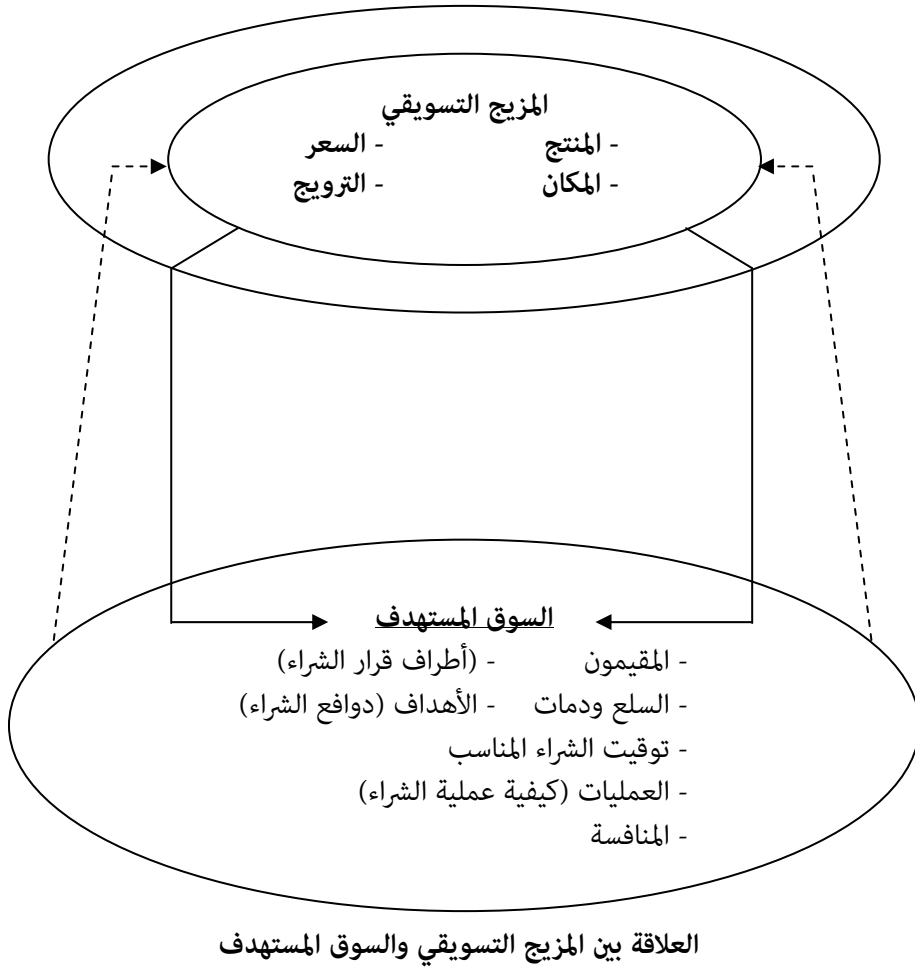 المزيج التسويقي
- المنتج - السعر
- المكان - الترويج
السوق المستهدف
- المقيمون - (أطراف قرار الشراء)
- السلع ودمات - الأهداف (دوافع الشراء)
- توقيت الشراء المناسب
- العمليات (كيفية عملية الشراء)
- المنافسة
العلاقة بين المزيج التسويقي والسوق المستهدف